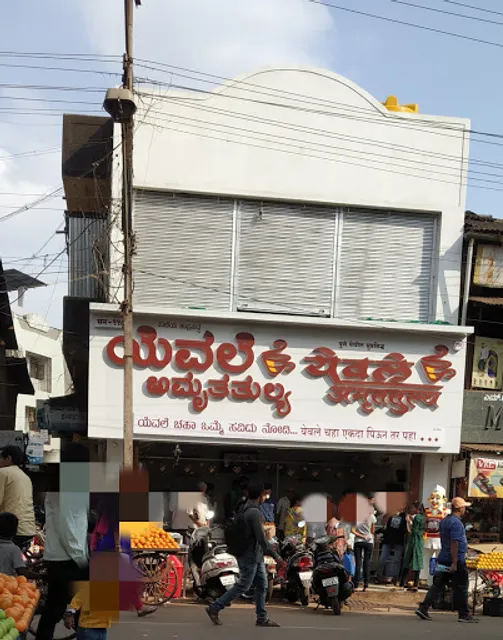 ಯೆವಲೆ
ಅಮೃತತುಲ್ಯ
येवले
अमृततुल्य
ಯೆವಲೆ ಚಹಾ ಒಮ್ಮೆ ಸವಿದು ನೋಡಿ... येवले चहा एकदा पिऊन तर पहा ...